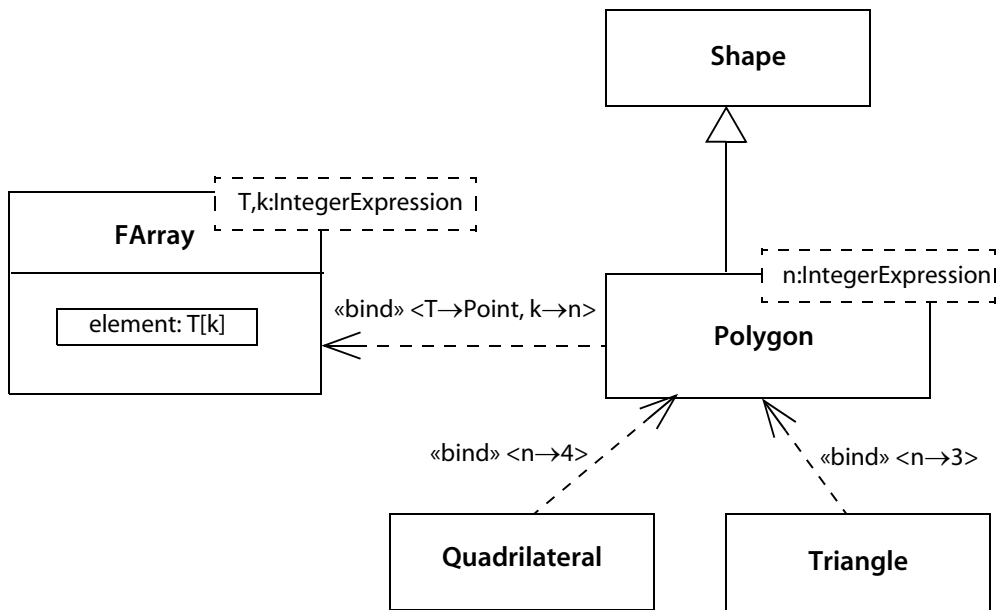 Shape
T,k:IntegerExpression
FArray
n:IntegerExpression
element: T[k]
«bind» <T→Point, k→n>
Polygon
«bind» <n→4>
«bind» <n→3>
Quadrilateral
Triangle